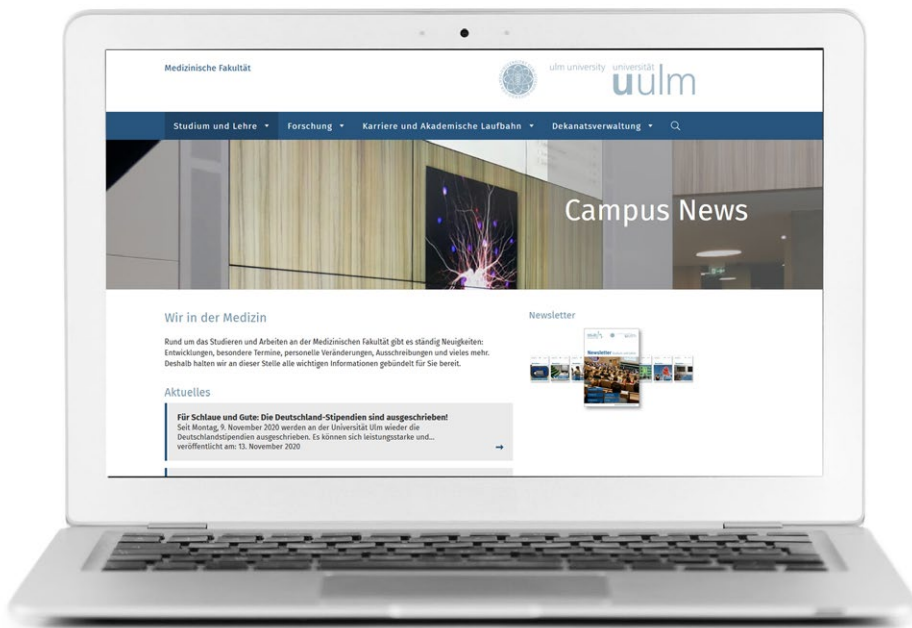 Medizinische Fakultät
ulm university universität
uulm
Studium und Lehre
Forschung
Karriere und Akademische Laufbahn
Dekanatsverwaltung
Campus News
Wir in der Medizin
Rund um das Studieren und Arbeiten an der Medizinischen Fakultät gibt es ständig Neuigkeiten:
Entwicklungen, besondere Termine, personelle Veränderungen, Ausschreibungen und vieles mehr.
Deshalb halten wir an dieser Stelle alle wichtigen Informationen gebündelt für Sie bereit.
Aktuelles
Für Schlaue und Gute: Die Deutschland-Stipendien sind ausgeschrieben!
Seit Montag, 9. November 2020 werden an der Universität Ulm wieder die
Deutschlandstipendien ausgeschrieben. Es können sich leistungsstarke und...
veröffentlicht am: 13. November 2020
Newsletter
Newsletter